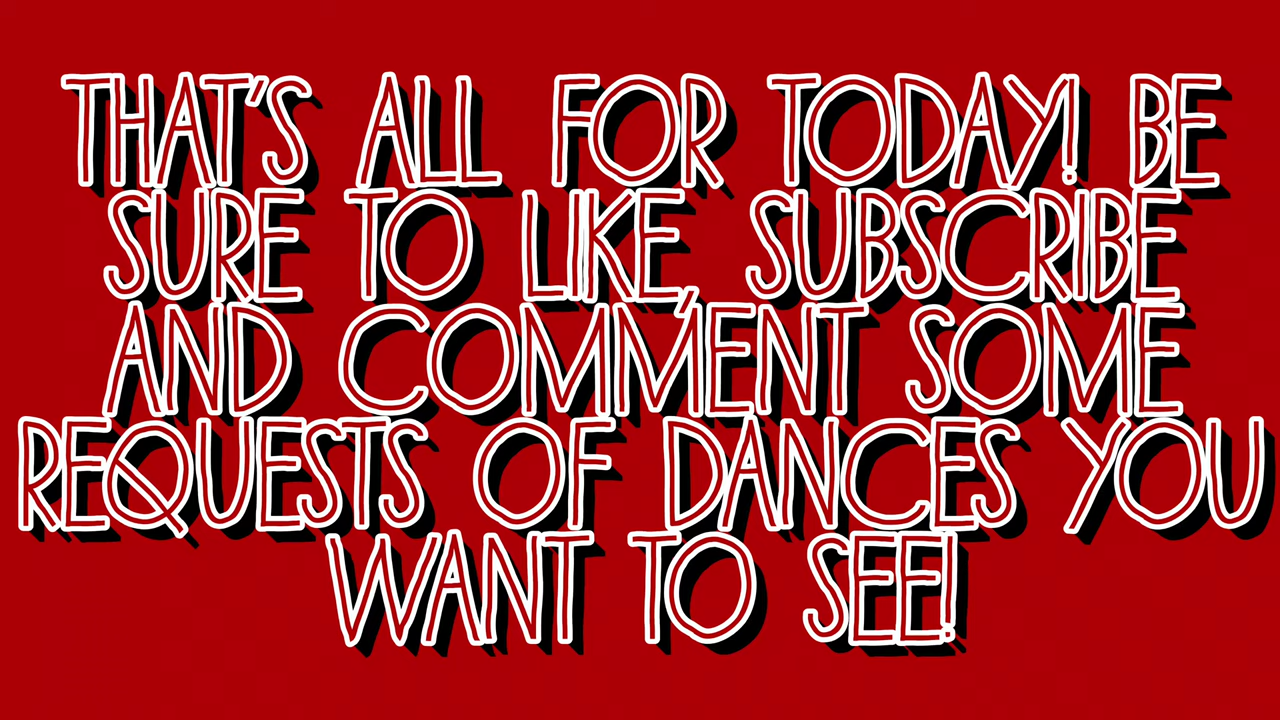 THAT'S ALL FOR TODAY! BE
SURE TO LIKE, SUBSCRIBE
AND COMMENT SOME
REQUESTS OF DANCES YOU
WANT TO SEE!